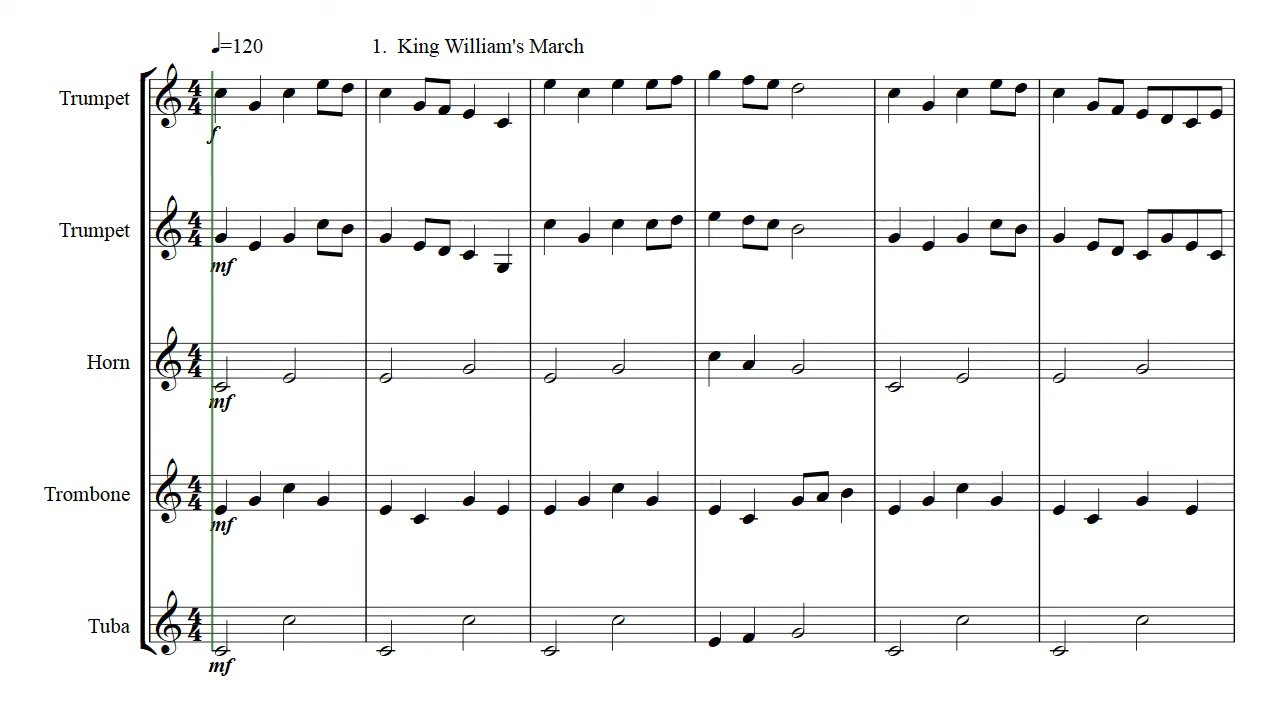 ♩=120 1. King William's March
Trumpet
f
Trumpet
mf
Horn
mf
Trombone
mf
Tuba
mf